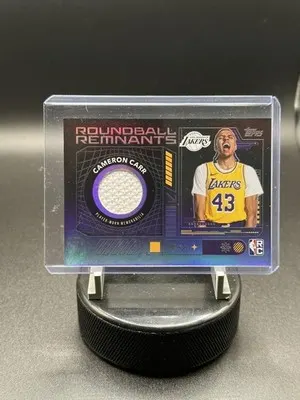 ROUNDBALL
REMNANTS
CAMERON CARR
PLAYER-WORN MEMORABILIA
LAKERS
Topps
LAKERS
43
RC